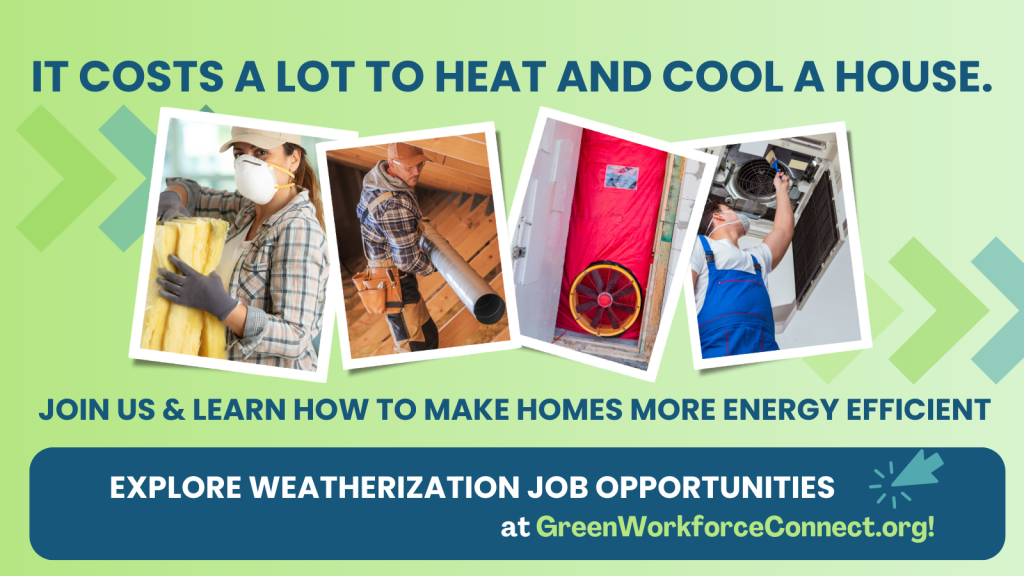 IT COSTS A LOT TO HEAT AND COOL A HOUSE.
JOIN US & LEARN HOW TO MAKE HOMES MORE ENERGY EFFICIENT
EXPLORE WEATHERIZATION JOB OPPORTUNITIES
at GreenWorkforceConnect.org!